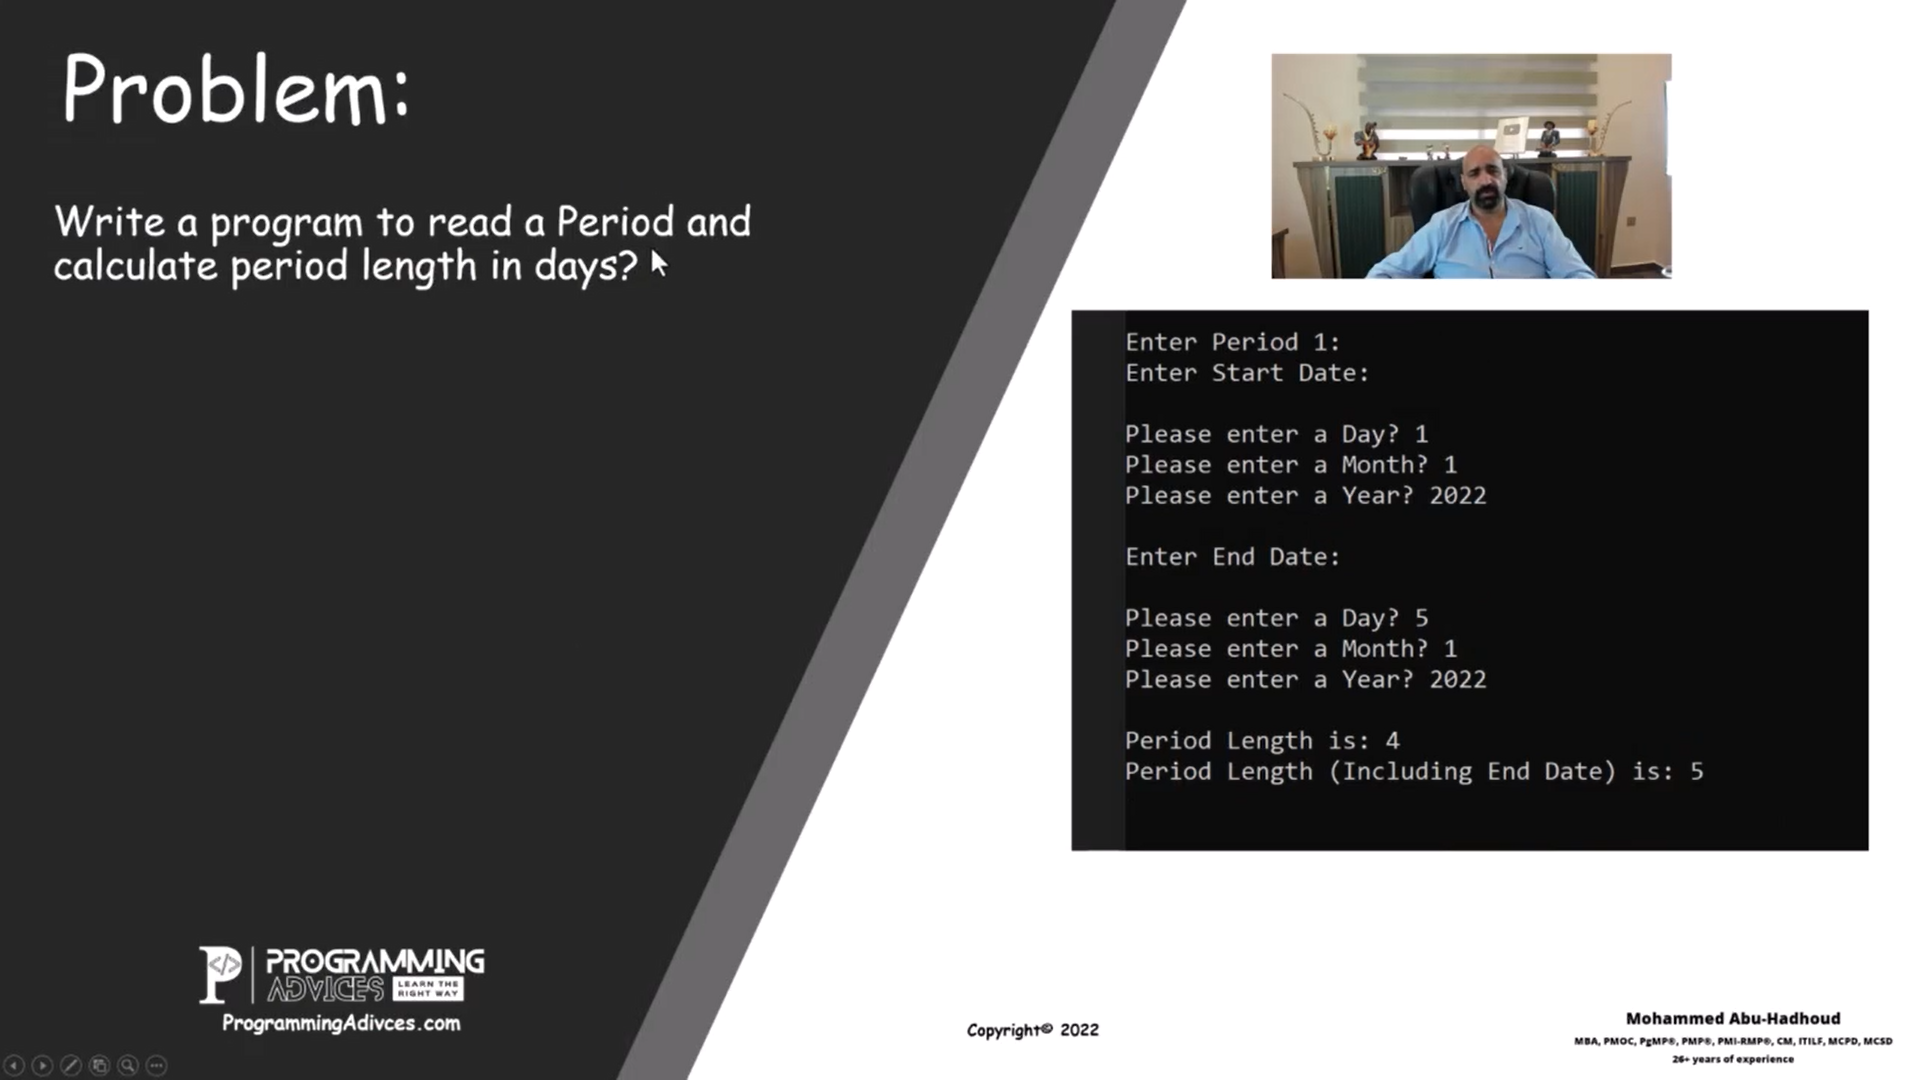 Problem:
Write a program to read a Period and
calculate period length in days?
Enter Period 1:
Enter Start Date:
Please enter a Day? 1
Please enter a Month? 1
Please enter a Year? 2022
Enter End Date:
Please enter a Day? 5
Please enter a Month? 1
Please enter a Year? 2022
Period Length is: 4
Period Length (Including End Date) is: 5
P </> PROGRAMMING
ADVICES LEARN THE
RIGHT WAY
ProgrammingAdivces.com
Copyright© 2022
Mohammed Abu-Hadhoud
MBA, PMOC, PgMP®, PMP®, PMI-RMP®, CM, ITILF, MCPD, MCSD
26+ years of experience